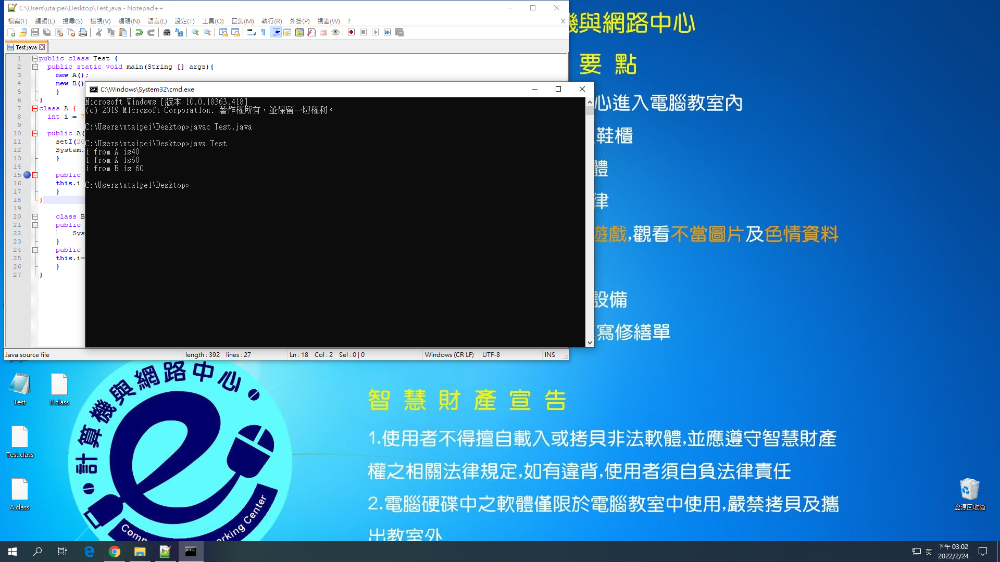 C:\Users\utaipei\Desktop\Test.java - Notepad++
檔案(F) 編輯(E) 搜尋(S) 檢視(V) 編碼(N) 語言(L) 設定(T) 工具(O) 巨集(M) 執行(R) 外掛(P) 視窗(W) ? X
Test.java
1 public class Test {
2 public static void main(String [] args){
3 new A();
4 new B()
5 }
6 }
7 class A {
8 int i = 7
9
10 public A(
11 setI(20
12 System.
13 }
14
15 public
16 this.i
17 }
18 }
19
20 class B
21 public
22 Sys
23 }
24 public
25 this.i=
26 }
27 }
Java source file length : 392 lines : 27 Ln : 18 Col : 2 Sel : 0 | 0 Windows (CR LF) UTF-8 INS
C:\Windows\System32\cmd.exe
Microsoft Windows [版本 10.0.18363.418]
(c) 2019 Microsoft Corporation. 著作權所有，並保留一切權利。
C:\Users\utaipei\Desktop>javac Test.java
C:\Users\utaipei\Desktop>java Test
i from A is40
i from A is60
i from B is 60
C:\Users\utaipei\Desktop>
機與網路中心
要點
心進入電腦教室內
鞋櫃
體
律
遊戲,觀看不當圖片及色情資料
設備
寫修繕單
智慧財產宣告
1.使用者不得擅自載入或拷貝非法軟體,並應遵守智慧財產
權之相關法律規定,如有違背,使用者須自負法律責任
2.電腦硬碟中之軟體僅限於電腦教室中使用,嚴禁拷貝及攜
出教室外
計算機與網路中心
Comp
orking Center
Test
B.class
Test.class
A.class
資源回收筒
英
下午 03:02
2022/2/24